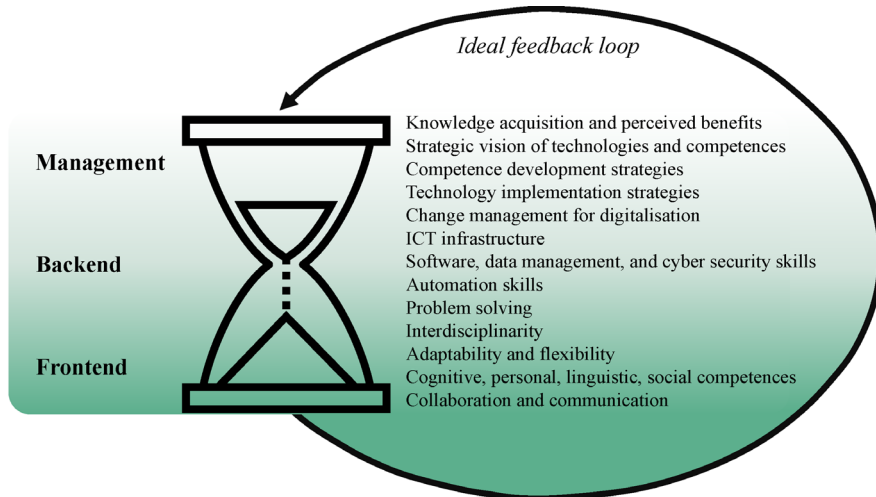 Ideal feedback loop
Management
Backend
Frontend
Knowledge acquisition and perceived benefits
Strategic vision of technologies and competences
Competence development strategies
Technology implementation strategies
Change management for digitalisation
ICT infrastructure
Software, data management, and cyber security skills
Automation skills
Problem solving
Interdisciplinarity
Adaptability and flexibility
Cognitive, personal, linguistic, social competences
Collaboration and communication